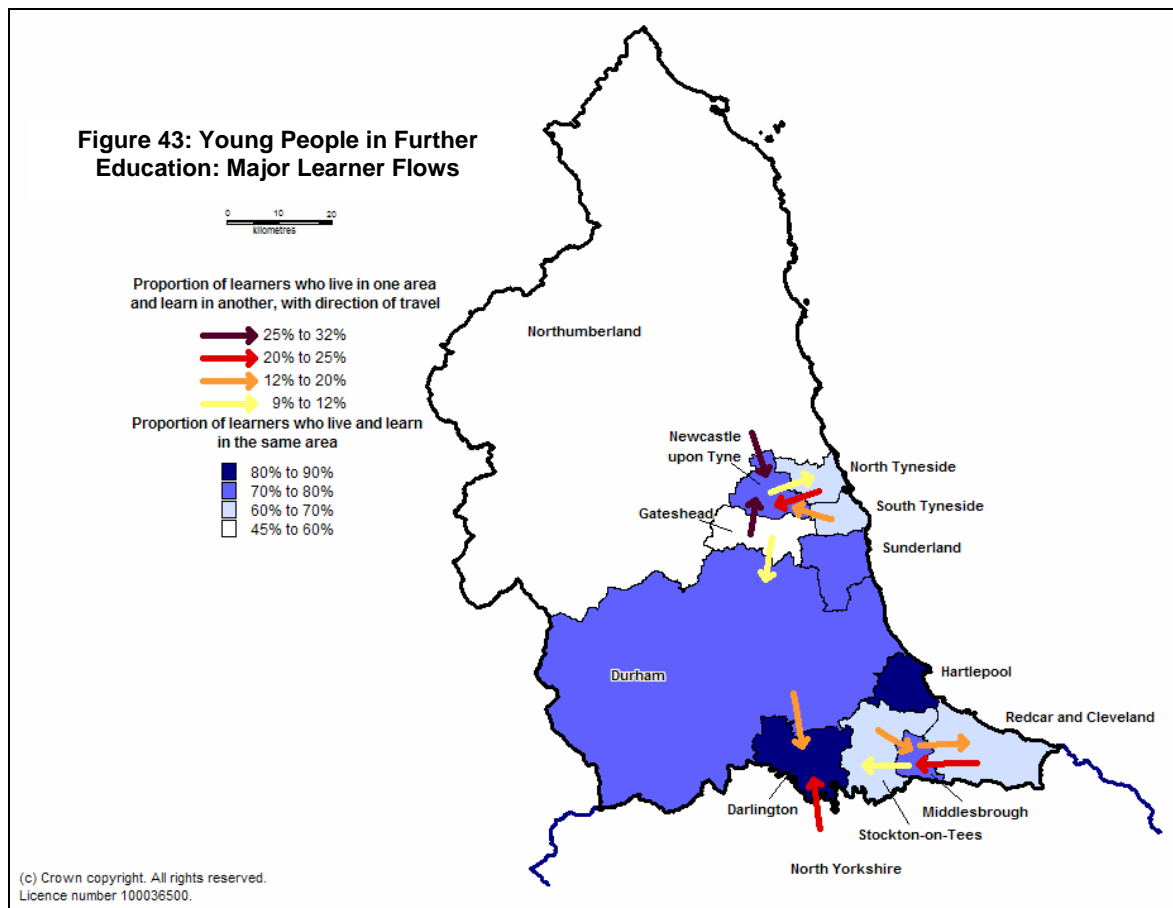 Figure 43: Young People in Further
Education: Major Learner Flows
0 10 20
kilometres
Proportion of learners who live in one area
and learn in another, with direction of travel
25% to 32%
20% to 25%
12% to 20%
9% to 12%
Proportion of learners who live and learn
in the same area
80% to 90%
70% to 80%
60% to 70%
45% to 60%
Northumberland
Newcastle
upon Tyne
North Tyneside
South Tyneside
Gateshead
Sunderland
Durham
Hartlepool
Redcar and Cleveland
Darlington
Middlesbrough
Stockton-on-Tees
North Yorkshire
(c) Crown copyright. All rights reserved.
Licence number 100036500.